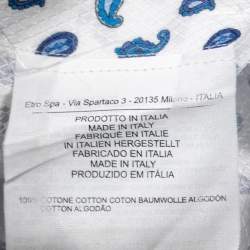 Etro Spa - Via Spartaco 3 - 20135 Milano - ITALIA
PRODOTTO IN ITALIA
MADE IN ITALY
FABRIQUÉ EN ITALIE
IN ITALIEN HERGESTELLT
FABRICADO EN ITALIA
MADE IN ITALY
PRODUZIDO EM ITÁLIA
100% COTONE COTTON COTON BAUMWOLLE ALGODÓN
COTTON ALGODÃO